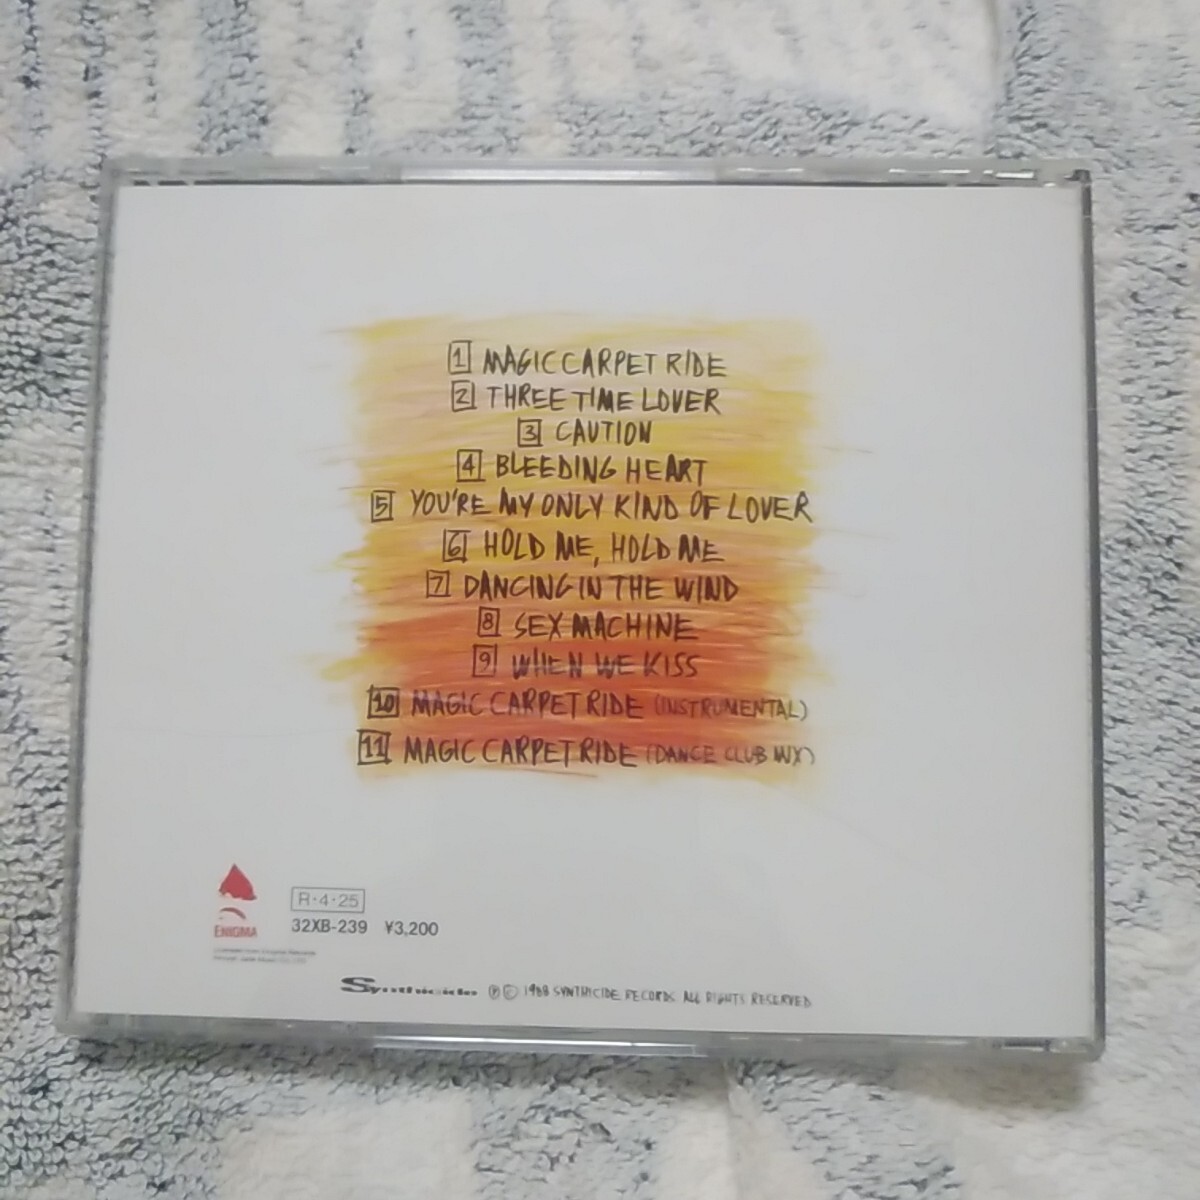 1 MAGIC CARPET RIDE
2 THREE TIME LOVER
3 CAUTION
4 BLEEDING HEART
5 YOU'RE MY ONLY KIND OF LOVER
6 HOLD ME, HOLD ME
7 DANCING IN THE WIND
8 SEX MACHINE
9 WHEN WE KISS
10 MAGIC CARPET RIDE (INSTRUMENTAL)
11 MAGIC CARPET RIDE (DANCE CLUB MIX)
ENIGMA
R・4・25
32XB-239 ¥3,200
Synthicide ℗ © 1988 SYNTHICIDE RECORDS ALL RIGHTS RESERVED